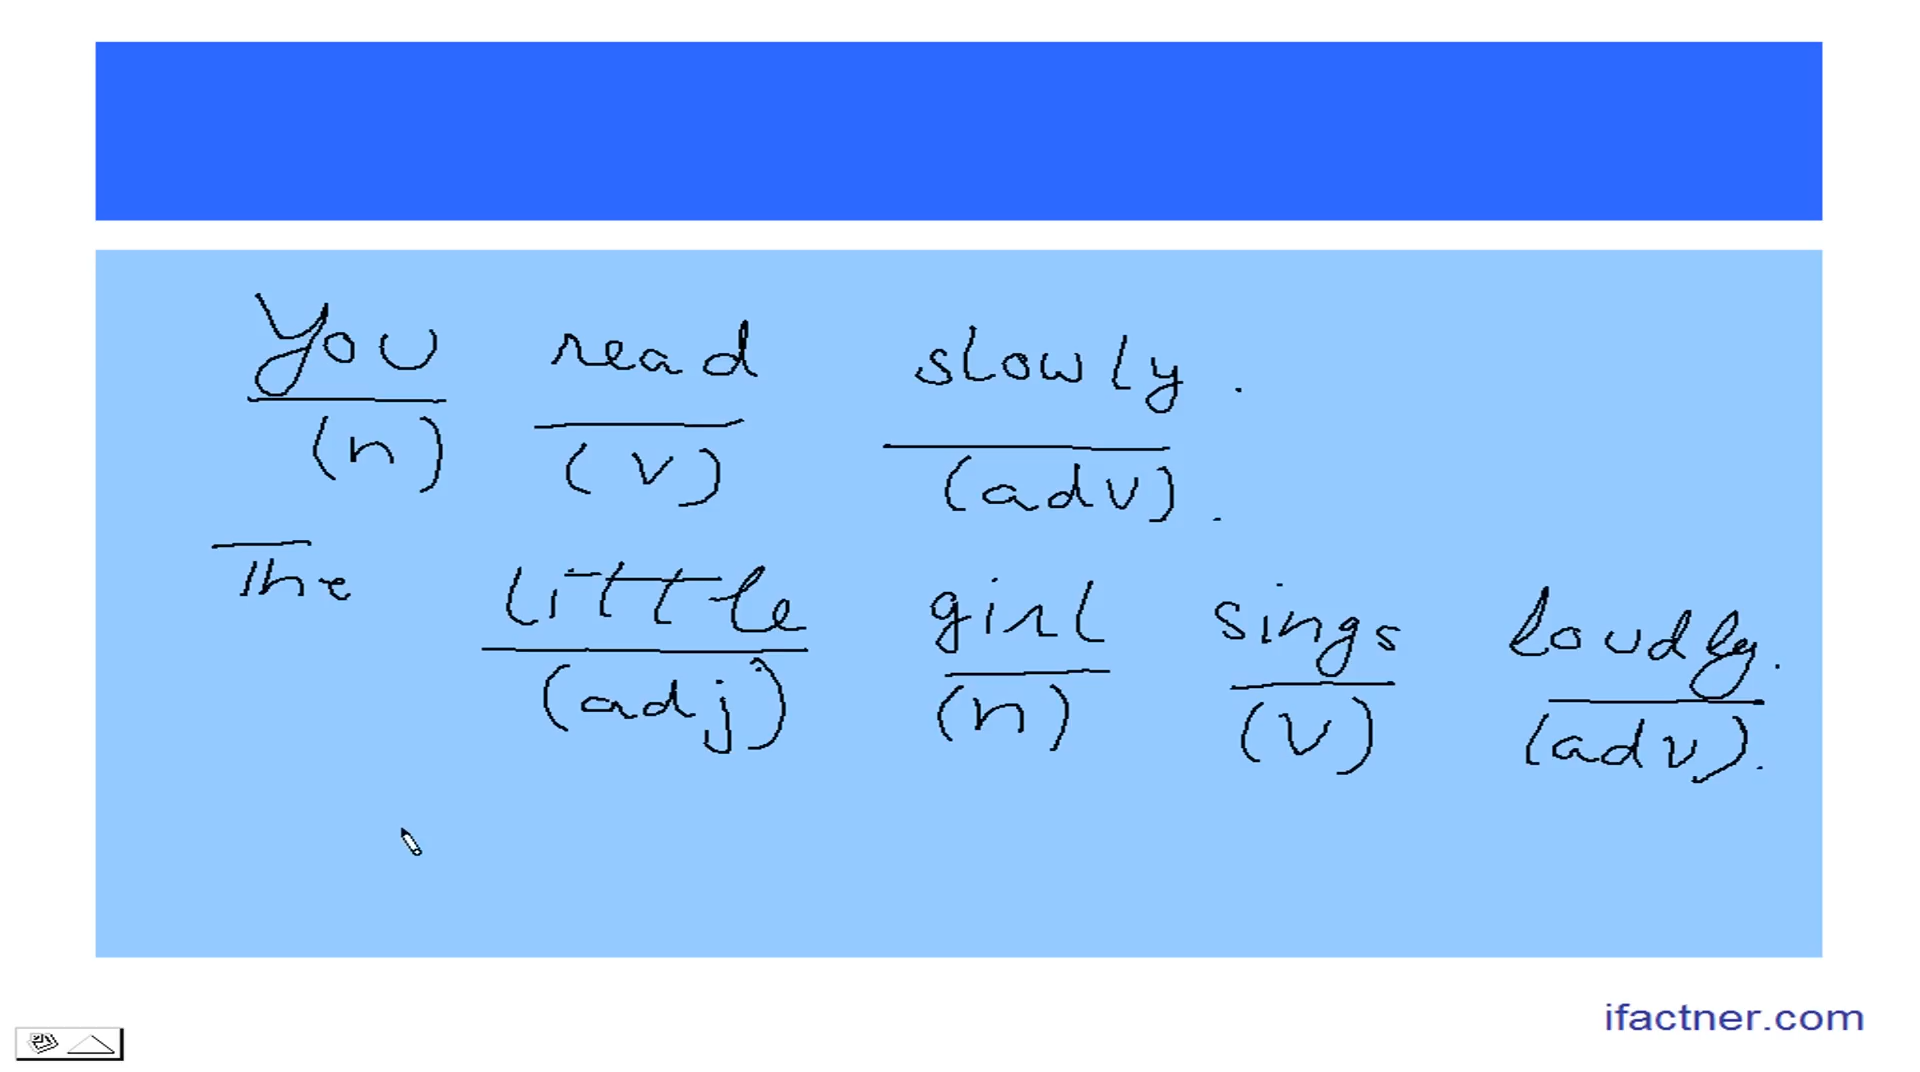 You read slowly.
(n) (v) (adv).
The little girl sings loudly.
(adj) (n) (v) (adv).
ifactner.com